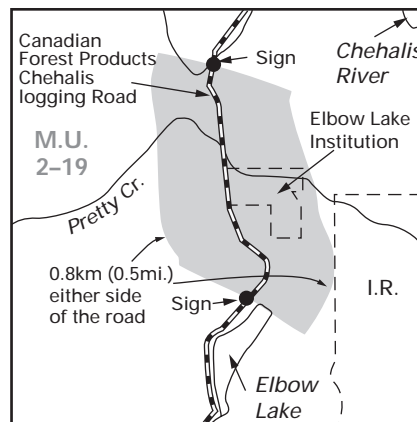 Canadian
Forest Products
Chehalis
logging Road
Sign
Chehalis
River
M.U.
2–19
Elbow Lake
Institution
Pretty Cr.
0.8km (0.5mi.)
either side
of the road
Sign
I.R.
Elbow
Lake